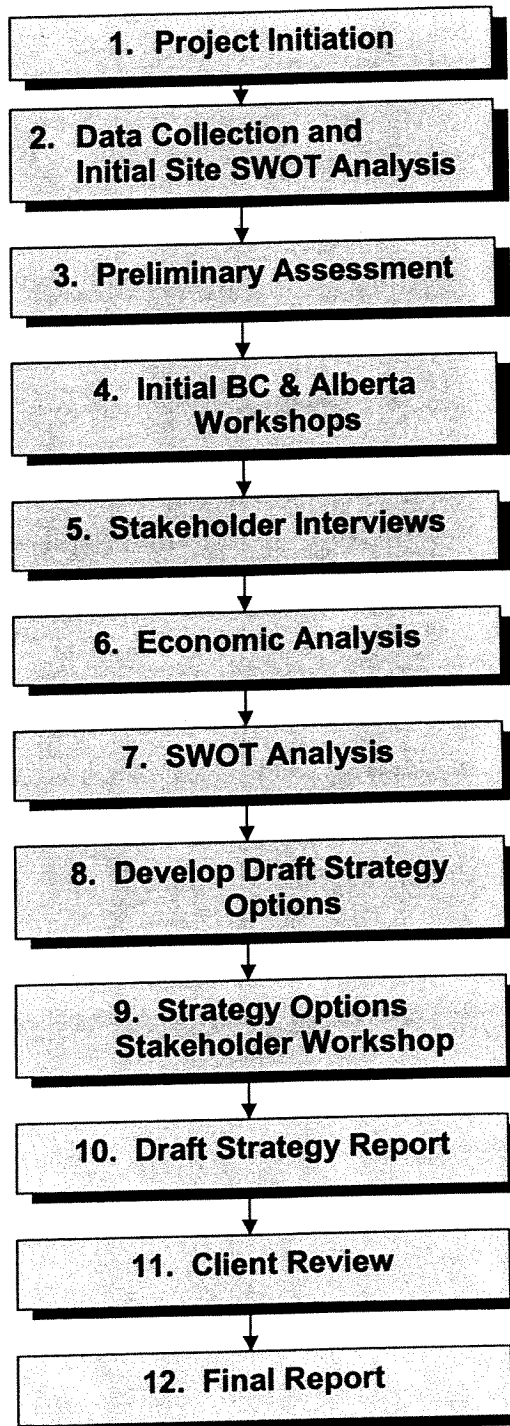 1. Project Initiation
2. Data Collection and
Initial Site SWOT Analysis
3. Preliminary Assessment
4. Initial BC & Alberta
Workshops
5. Stakeholder Interviews
6. Economic Analysis
7. SWOT Analysis
8. Develop Draft Strategy
Options
9. Strategy Options
Stakeholder Workshop
10. Draft Strategy Report
11. Client Review
12. Final Report